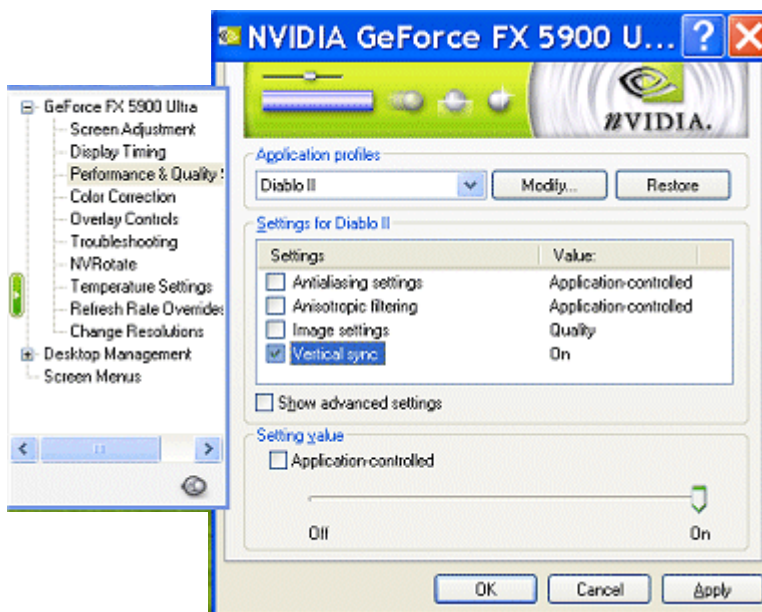 NVIDIA GeForce FX 5900 U...
nVIDIA.
GeForce FX 5900 Ultra
Screen Adjustment
Display Timing
Performance & Quality S
Color Correction
Overlay Controls
Troubleshooting
NVRotate
Temperature Settings
Refresh Rate Overrides
Change Resolutions
Desktop Management
Screen Menus
Application profiles
Diablo II
Modify...
Restore
Settings for Diablo II
Settings
Value:
Antialiasing settings
Application-controlled
Anisotropic filtering
Application-controlled
Image settings
Quality
Vertical sync
On
Show advanced settings
Setting value
Application-controlled
Off
On
OK
Cancel
Apply